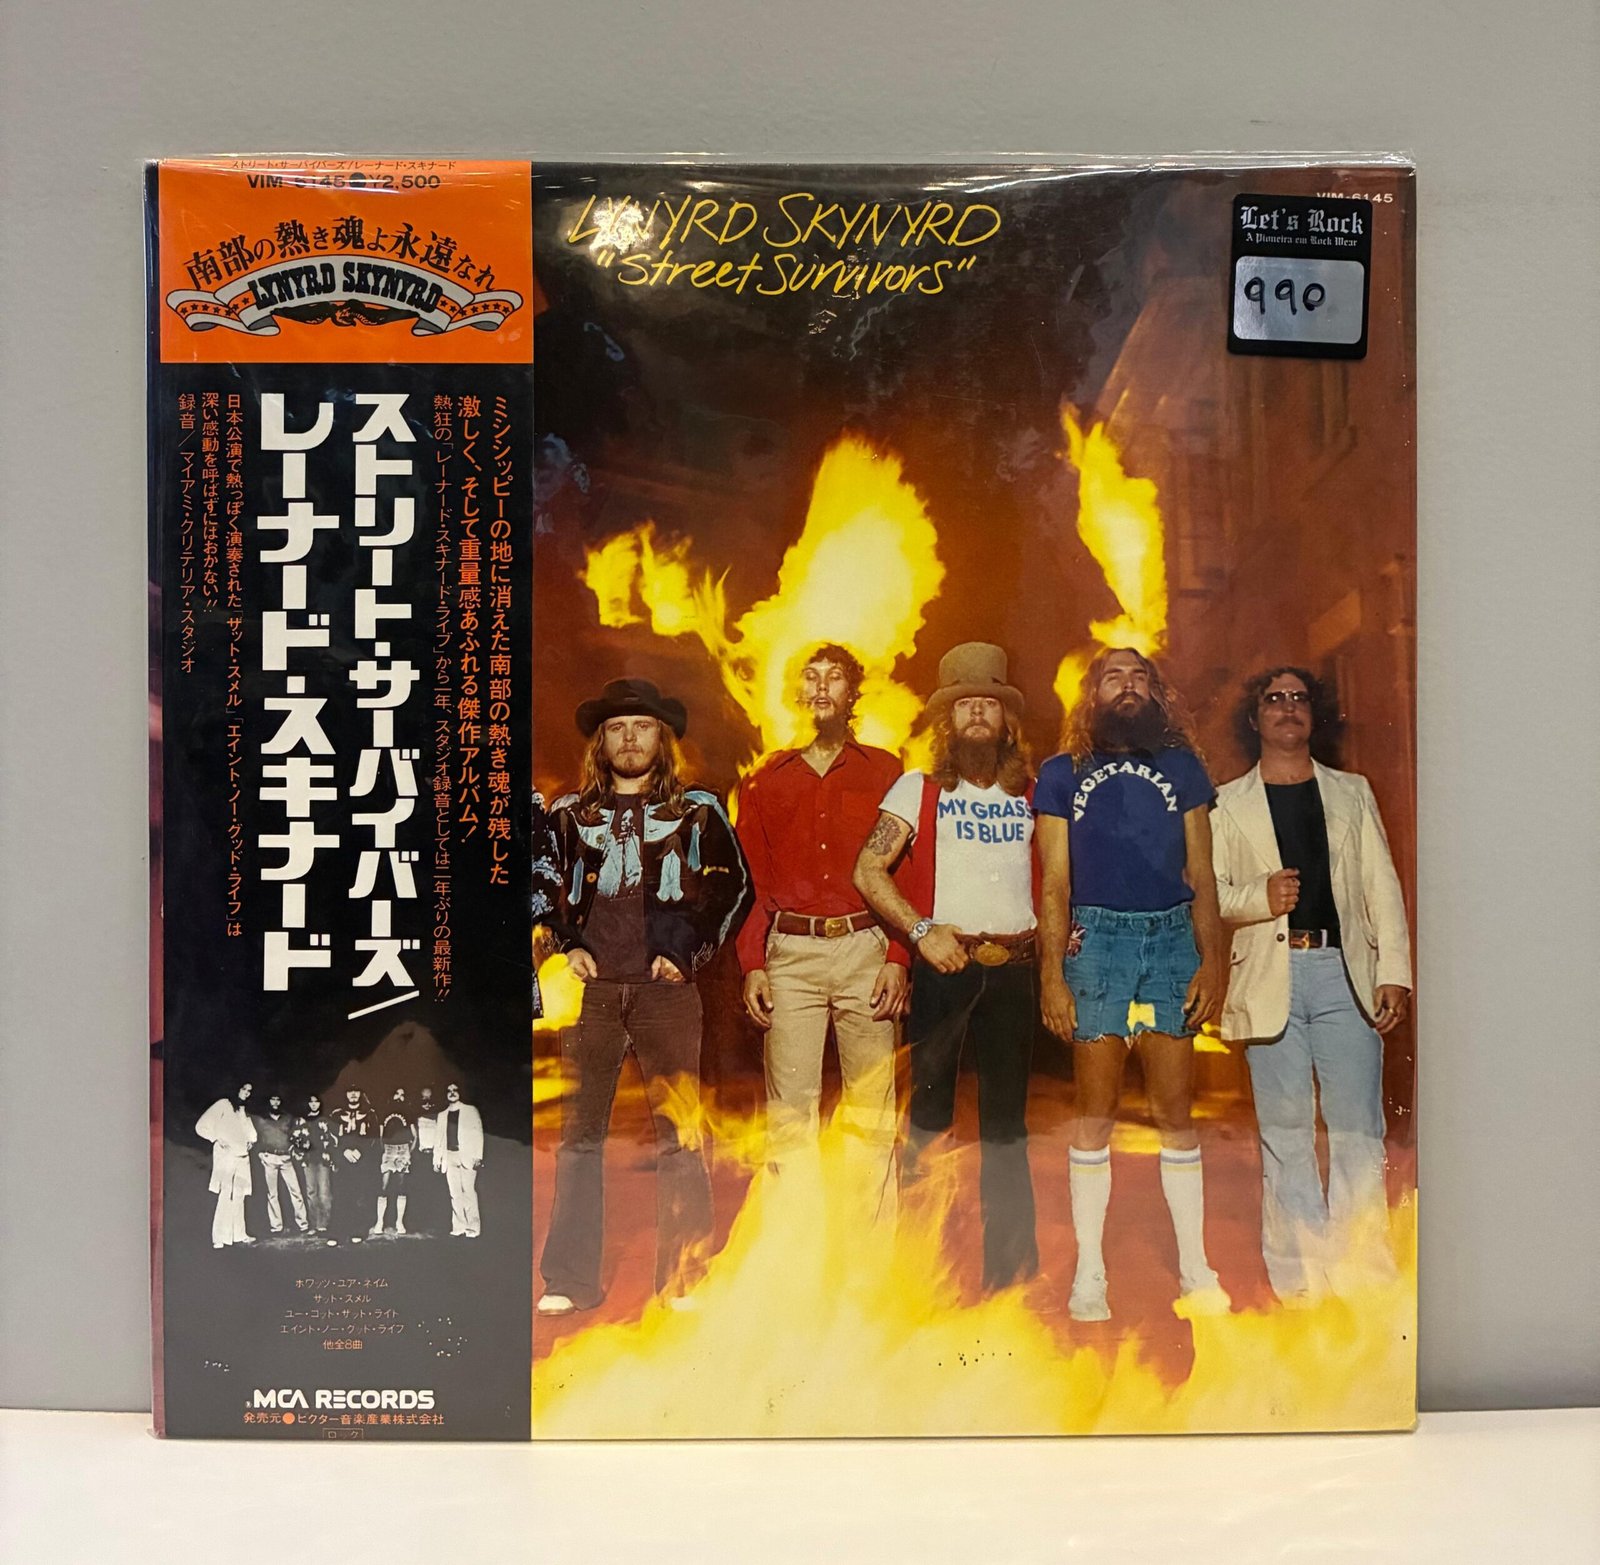 ストリート・サーバイバーズ/レーナード・スキナード
VIM-6145●¥2,500
南部の熱き魂よ永遠なれ
LYNYRD SKYNYRD
ミシシッピーの地に消えた南部の熱き魂が残した
激しく、そして重量感あふれる傑作アルバム!
熱狂の「レーナード・スキナード・ライブ」から一年、スタジオ録音としては二年ぶりの最新作!!
ストリート・サーバイバーズ/
レーナード・スキナード
日本公演で熱っぽく演奏された「ザット・スメル」「エイント・ノー・グッド・ライフ」は
深い感動を呼ばずにはおかない!!
録音/マイアミ・クリテリア・スタジオ
ホワッツ・ユア・ネイム
ザット・スメル
ユー・ゴット・ザット・ライト
エイント・ノー・グッド・ライフ
他全8曲
MCA RECORDS
発売元●ビクター音楽産業株式会社
ロック
LYNYRD SKYNYRD
"Street Survivors"
VIM-6145
Let's Rock
A Pioneira em Rock Wear
990
MY GRASS
IS BLUE
VEGETARIAN